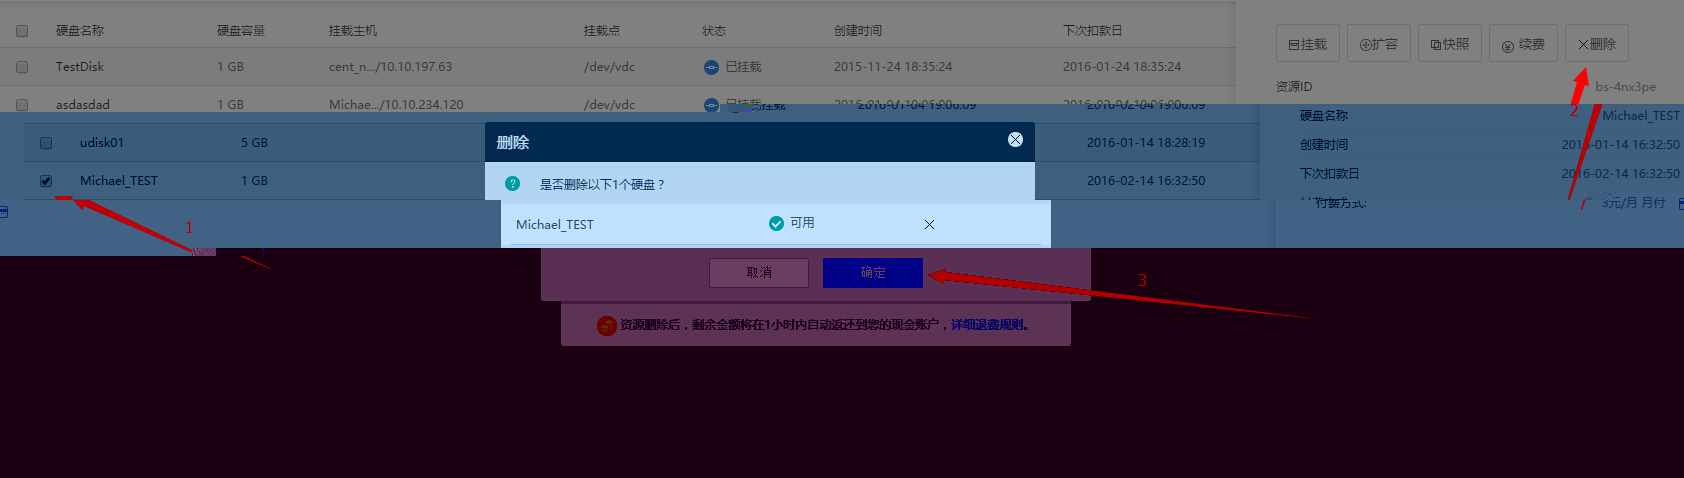 硬盘名称 硬盘容量 挂载主机 挂载点 状态 创建时间 下次扣款日
挂载 扩容 快照 续费 删除
TestDisk 1 GB cent_n.../10.10.197.63 /dev/vdc 已挂载 2015-11-24 18:35:24 2016-01-24 18:35:24
资源ID bs-4nx3pe
asdasdad 1 GB Michae.../10.10.234.120 /dev/vdc 已挂载
2
硬盘名称 Michael_TEST
udisk01 5 GB 2016-01-14 18:28:19
创建时间 2016-01-14 16:32:50
删除
Michael_TEST 1 GB 2016-02-14 16:32:50
下次扣款日 2016-02-14 16:32:50
是否删除以下1个硬盘？
付费方式: 3元/月 月付
Michael_TEST 可用
1
取消 确定
3
资源删除后，剩余金额将在1小时内自动返还到您的现金账户，详细退费规则。